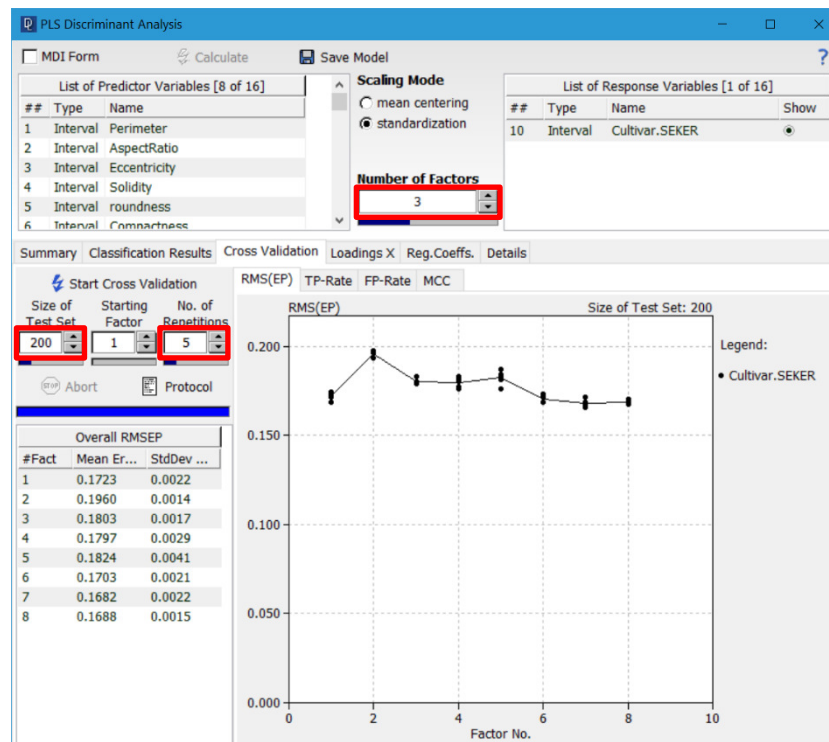 PLS Discriminant Analysis
MDI Form Calculate Save Model ?
List of Predictor Variables [8 of 16]
## Type Name
1 Interval Perimeter
2 Interval AspectRatio
3 Interval Eccentricity
4 Interval Solidity
5 Interval roundness
6 Interval Compactness
Scaling Mode
mean centering
standardization
Number of Factors
3
List of Response Variables [1 of 16]
## Type Name Show
10 Interval Cultivar.SEKER
Summary Classification Results Cross Validation Loadings X Reg.Coeffs. Details
Start Cross Validation
Size of Test Set Starting Factor No. of Repetitions
200 1 5
STOP Abort Protocol
Overall RMSEP
#Fact Mean Er... StdDev ...
1 0.1723 0.0022
2 0.1960 0.0014
3 0.1803 0.0017
4 0.1797 0.0029
5 0.1824 0.0041
6 0.1703 0.0021
7 0.1682 0.0022
8 0.1688 0.0015
RMS(EP) TP-Rate FP-Rate MCC
RMS(EP) Size of Test Set: 200
0.200
0.150
0.100
0.050
0.000
0 2 4 6 8 10
Factor No.
Legend:
Cultivar.SEKER